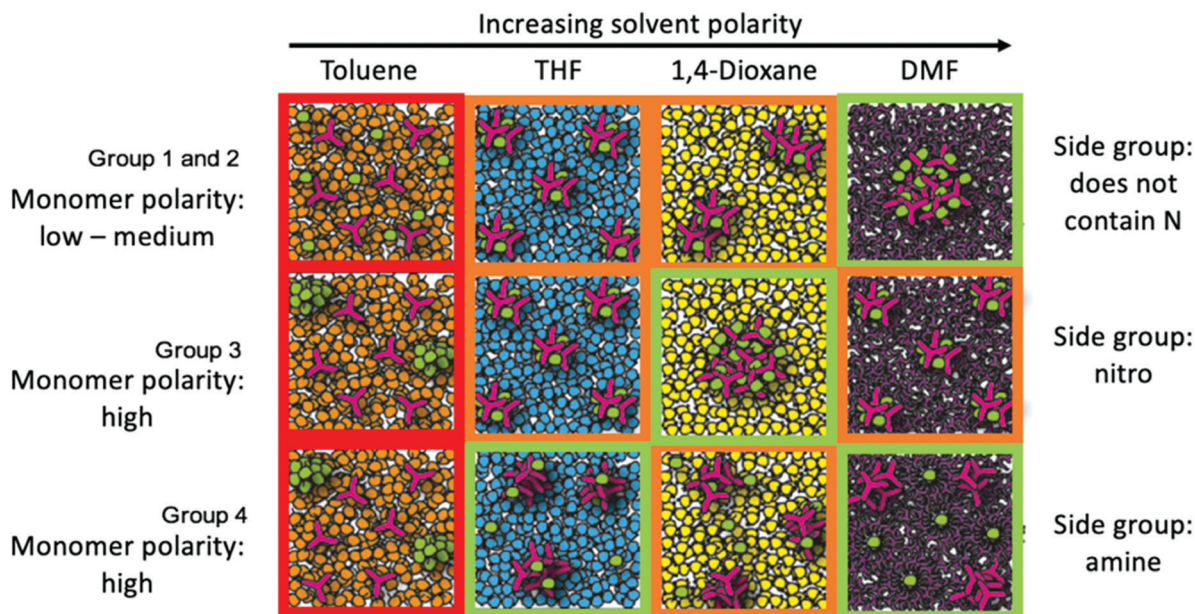 Increasing solvent polarity
Toluene
THF
1,4-Dioxane
DMF
Group 1 and 2
Monomer polarity:
low – medium
Side group:
does not
contain N
Group 3
Monomer polarity:
high
Side group:
nitro
Group 4
Monomer polarity:
high
Side group:
amine